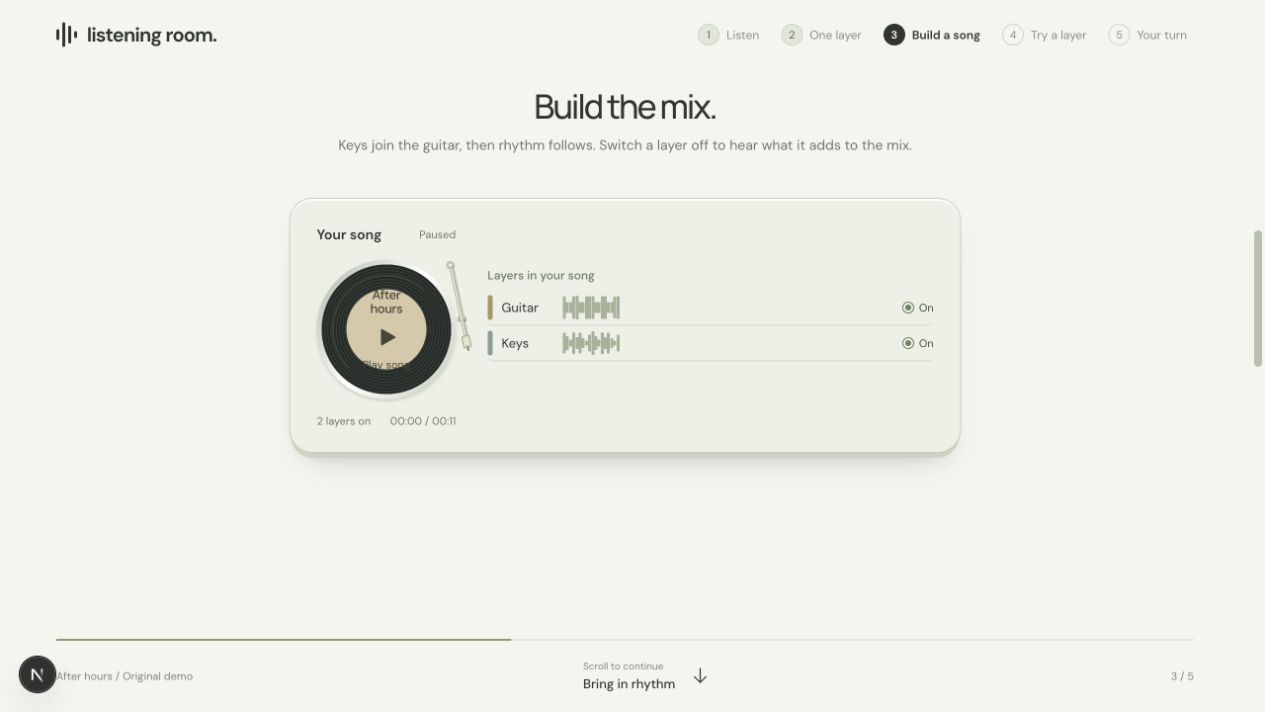 listening room.
1 Listen
2 One layer
3 Build a song
4 Try a layer
5 Your turn
Build the mix.
Keys join the guitar, then rhythm follows. Switch a layer off to hear what it adds to the mix.
Your song
Paused
After
hours
Play song
2 layers on
00:00 / 00:11
Layers in your song
Guitar
On
Keys
On
N
After hours / Original demo
Scroll to continue
Bring in rhythm
3 / 5